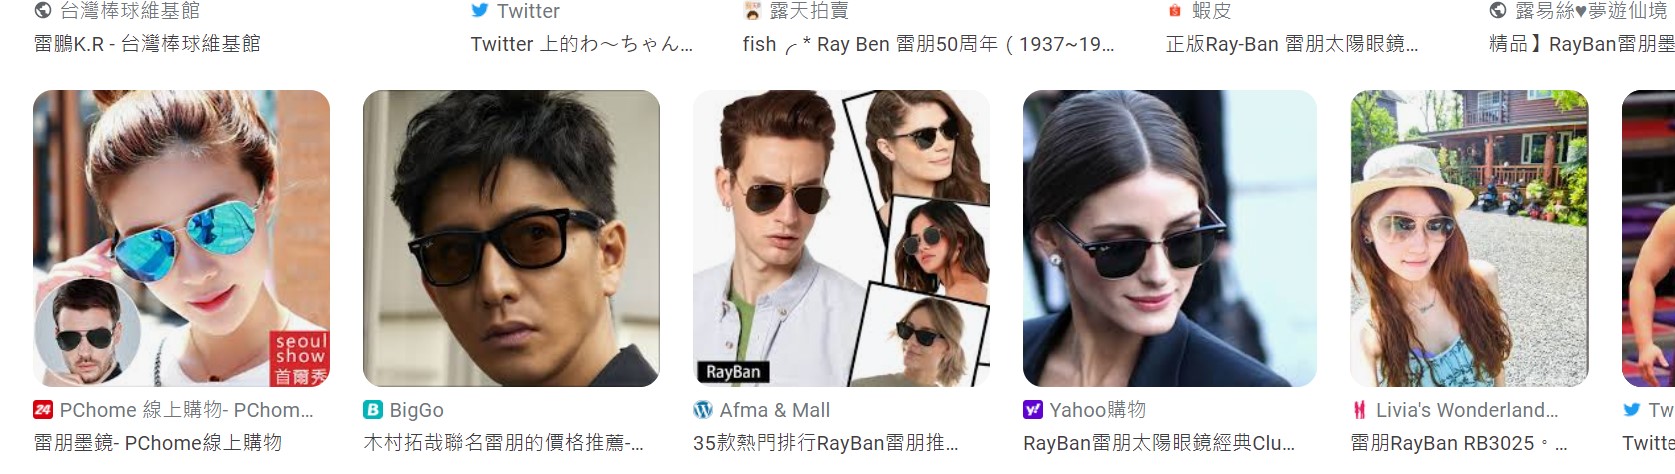 台灣棒球維基館
Twitter
露天拍賣
蝦皮
露易絲♥夢遊仙境
雷鵬K.R - 台灣棒球維基館
Twitter 上的わ～ちゃん...
fish ╭ * Ray Ben 雷朋50周年 ( 1937~19...
正版Ray-Ban 雷朋太陽眼鏡...
精品】RayBan雷朋墨
seoul
show
首爾秀
RayBan
24
PChome 線上購物- PChom...
B
BigGo
Afma & Mall
y!
Yahoo購物
Livia's Wonderland...
Tw
雷朋墨鏡- PChome線上購物
木村拓哉聯名雷朋的價格推薦-...
35款熱門排行RayBan雷朋推...
RayBan雷朋太陽眼鏡經典Clu...
雷朋RayBan RB3025。...
Twitte